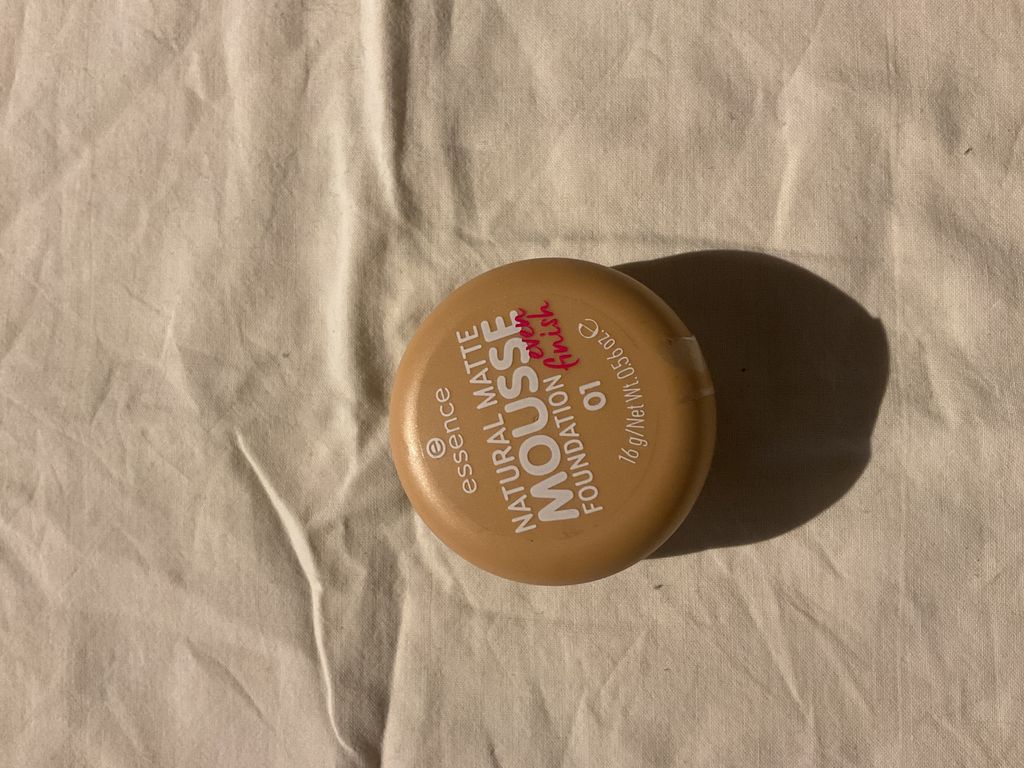 e
essence
NATURAL MATTE
MOUSSE
even
finish
FOUNDATION
01
16 g/Net Wt. 0.56 oz. ℮